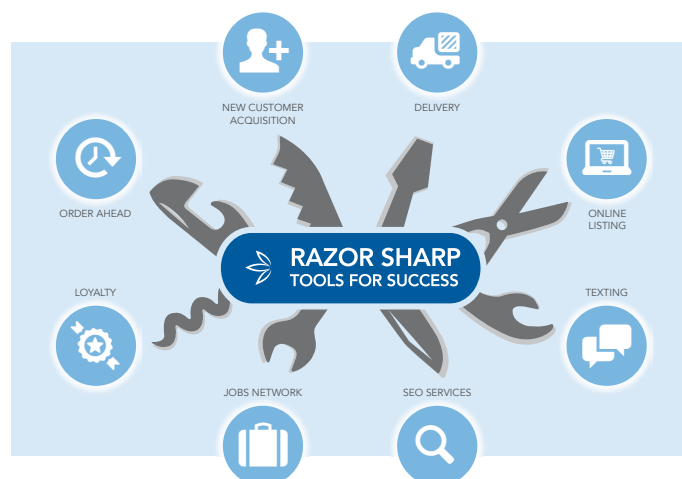 NEW CUSTOMER
ACQUISITION
DELIVERY
ORDER AHEAD
ONLINE
LISTING
RAZOR SHARP
TOOLS FOR SUCCESS
LOYALTY
TEXTING
JOBS NETWORK
SEO SERVICES